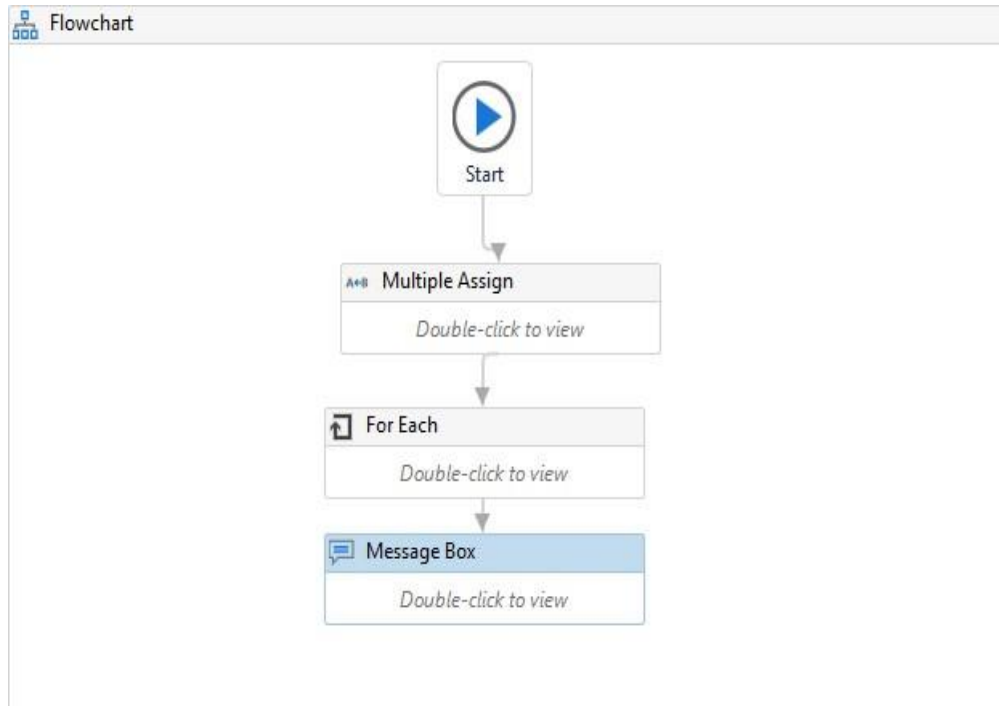 Flowchart
Start
A+B Multiple Assign
Double-click to view
For Each
Double-click to view
Message Box
Double-click to view